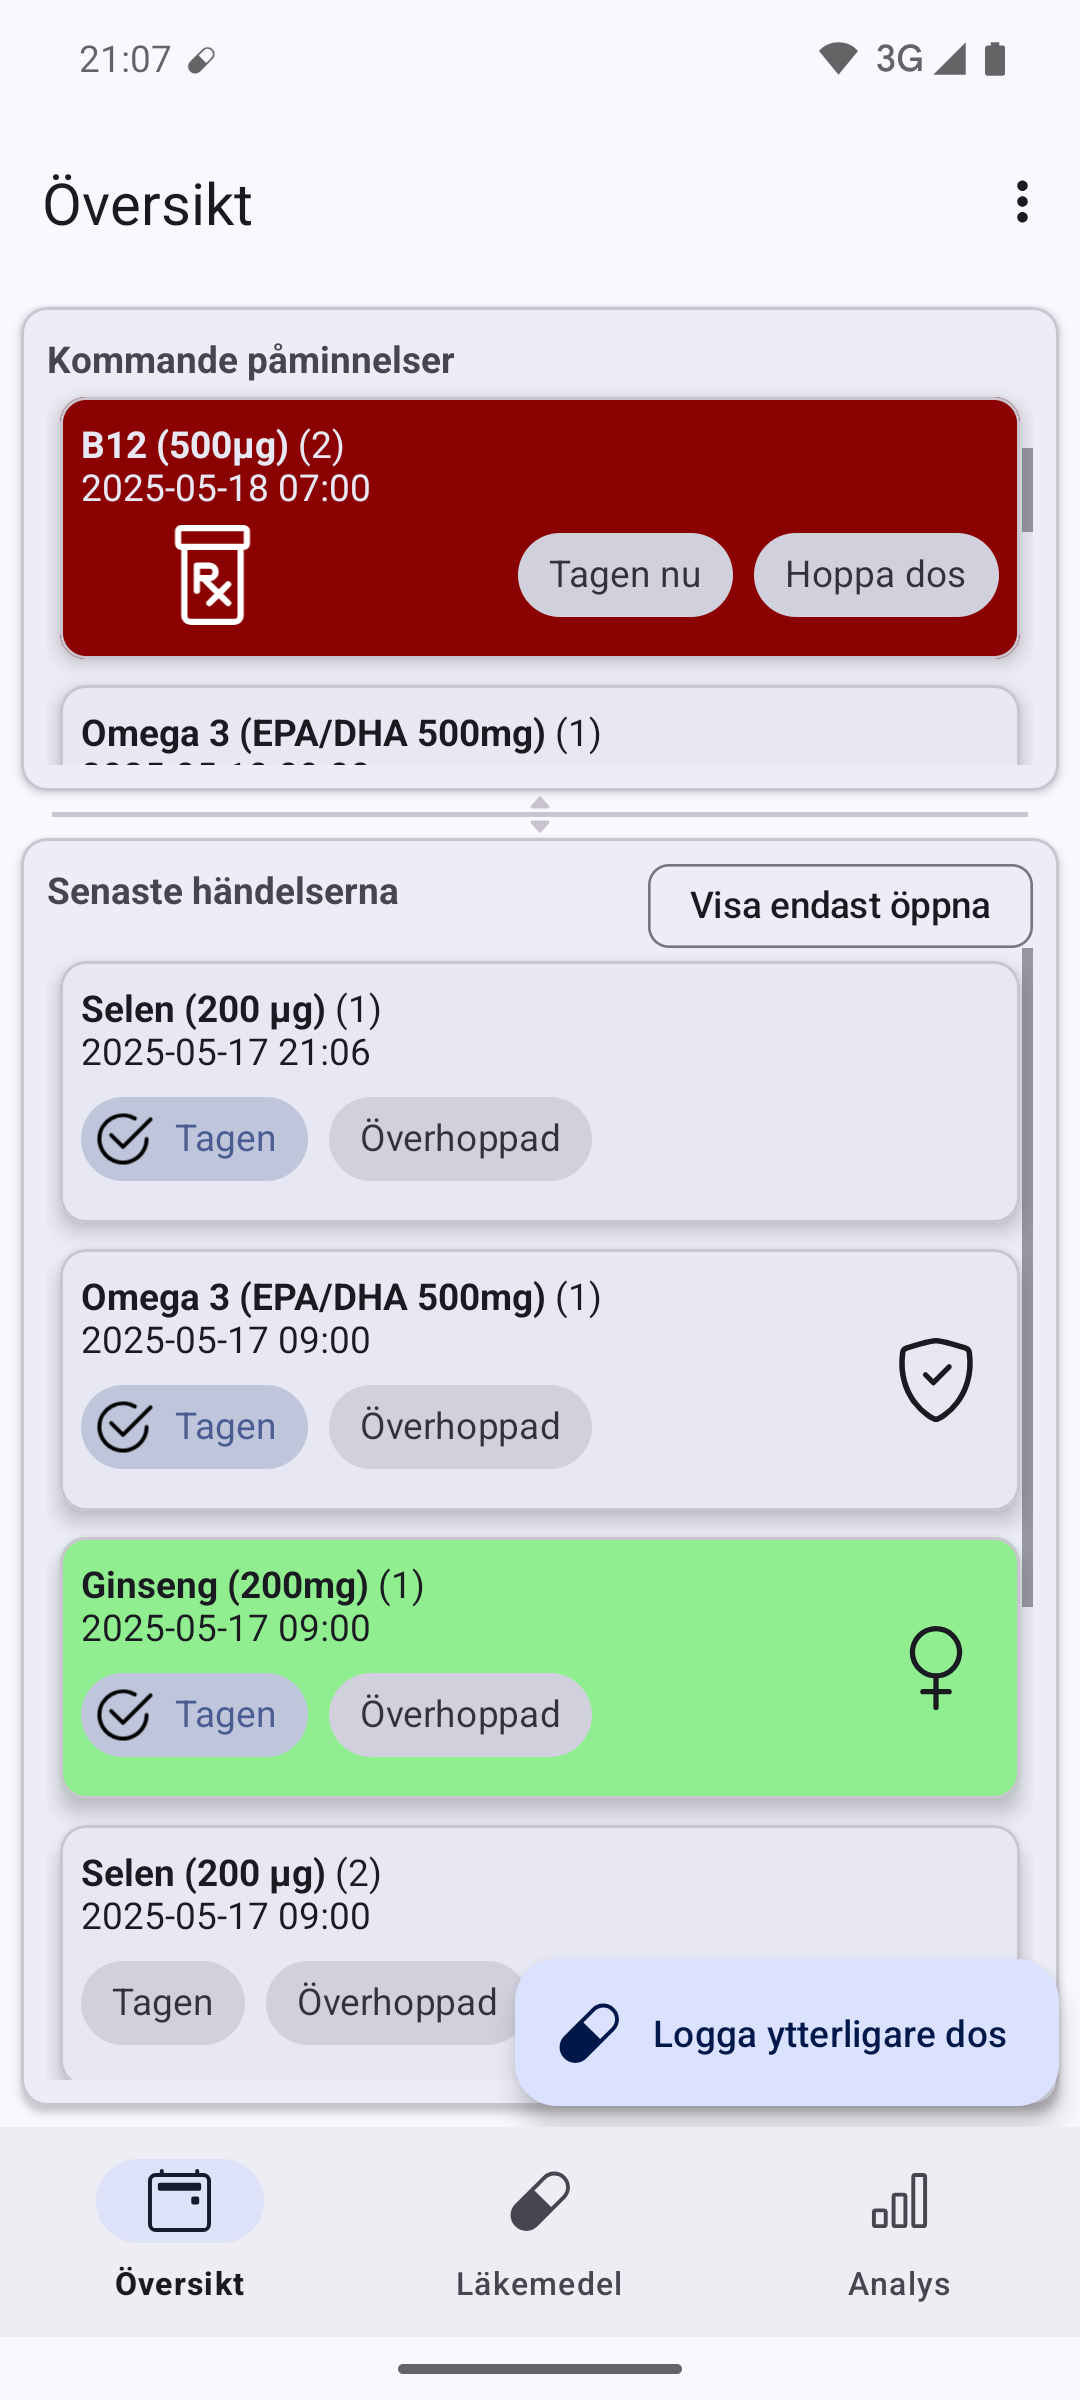 21:07
3G
Översikt
Kommande påminnelser
B12 (500µg) (2)
2025-05-18 07:00
Rx
Tagen nu
Hoppa dos
Omega 3 (EPA/DHA 500mg) (1)
Senaste händelserna
Visa endast öppna
Selen (200 µg) (1)
2025-05-17 21:06
Tagen
Överhoppad
Omega 3 (EPA/DHA 500mg) (1)
2025-05-17 09:00
Tagen
Överhoppad
Ginseng (200mg) (1)
2025-05-17 09:00
Tagen
Överhoppad
Selen (200 µg) (2)
2025-05-17 09:00
Tagen
Överhoppad
Logga ytterligare dos
Översikt
Läkemedel
Analys